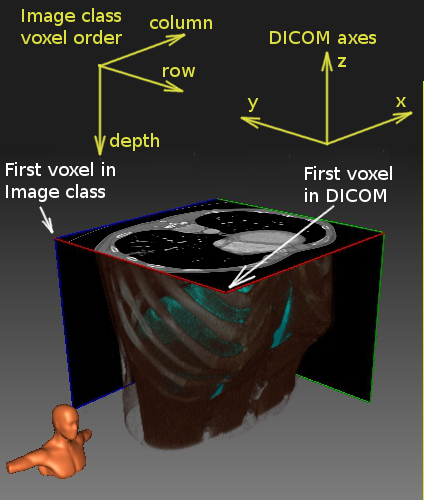 Image class
voxel order
column
row
depth
DICOM axes
z
y
x
First voxel in
Image class
First voxel
in DICOM